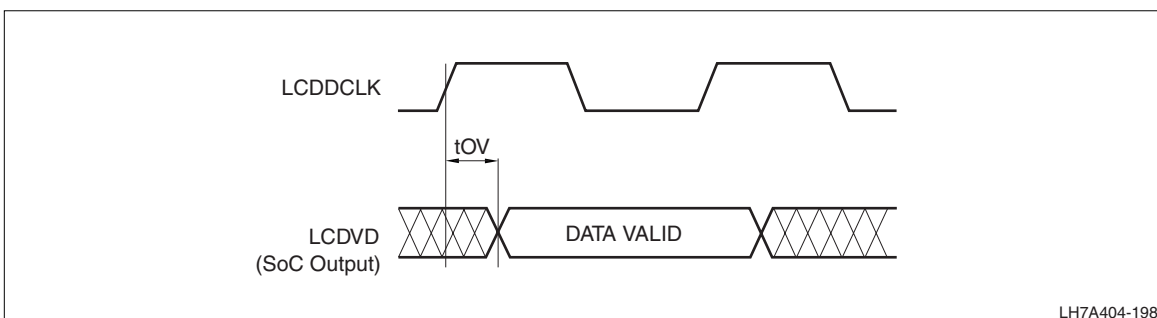 LCDDCLK
tOV
LCDVD
(SoC Output)
DATA VALID
LH7A404-198